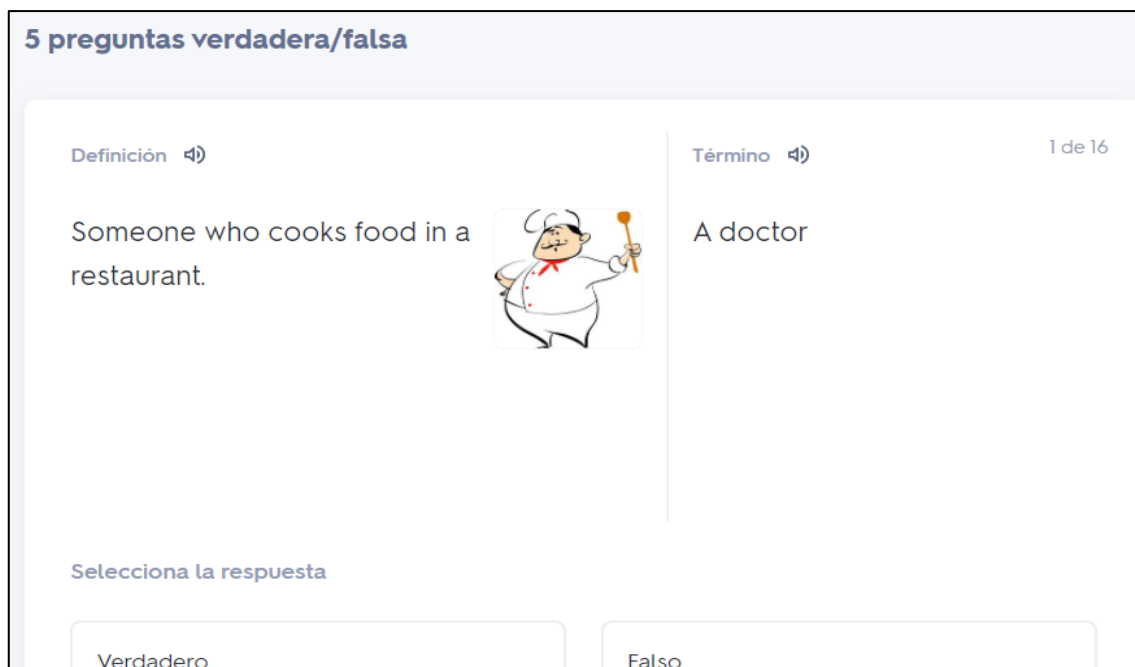 5 preguntas verdadera/falsa
Definición
Someone who cooks food in a
restaurant.
Término
1 de 16
A doctor
Selecciona la respuesta
Verdadero
Falso